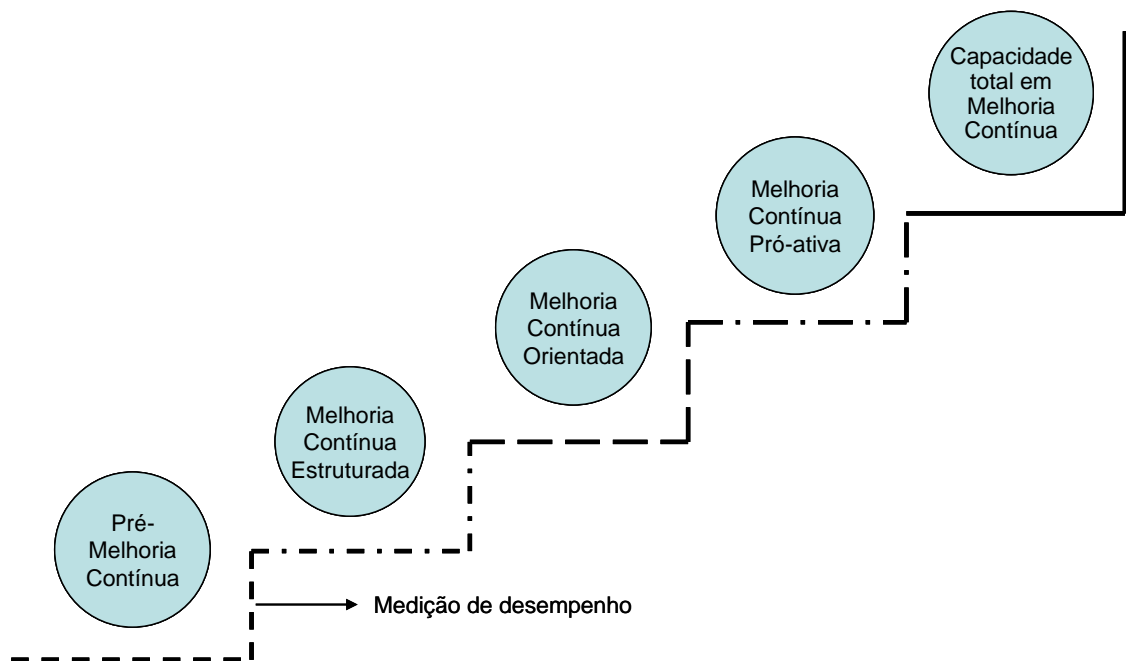 Capacidade
total em
Melhoria
Contínua
Melhoria
Contínua
Pró-ativa
Melhoria
Contínua
Orientada
Melhoria
Contínua
Estruturada
Pré-
Melhoria
Contínua
Medição de desempenho